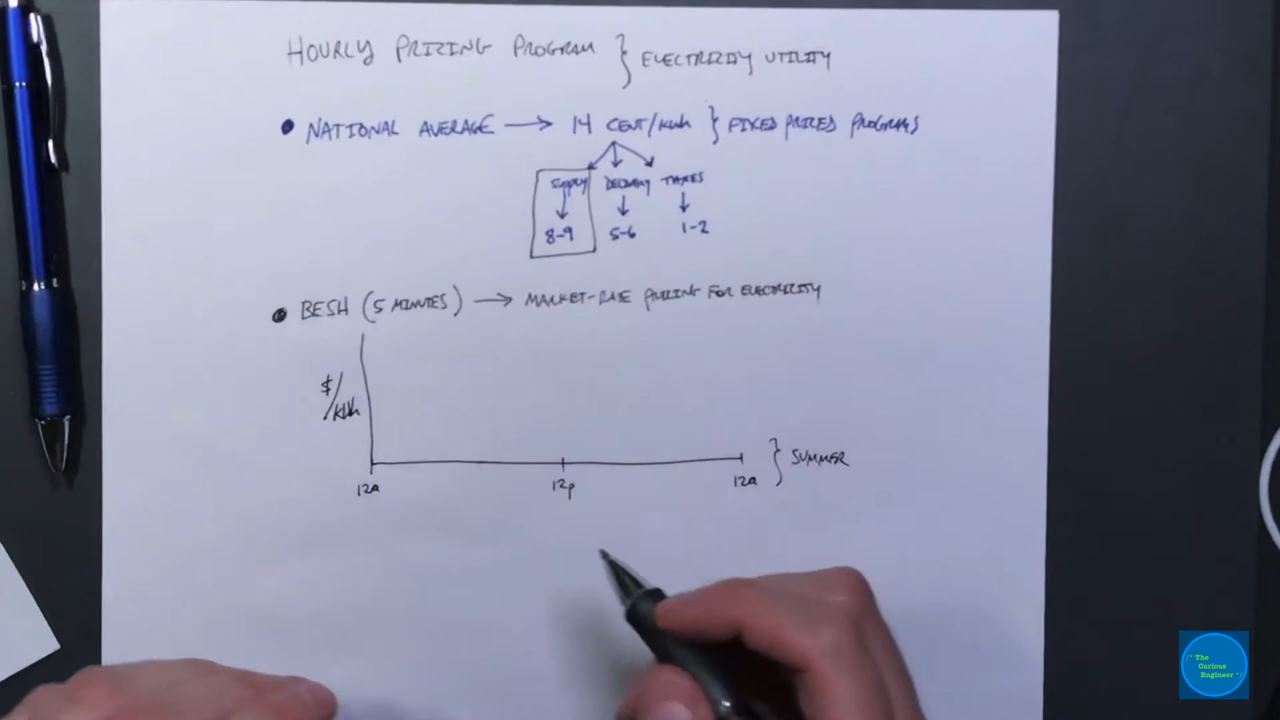 HOURLY PRICING PROGRAM } ELECTRICITY UTILITY
• NATIONAL AVERAGE → 14 CENT/kWh } FIXED PRICED PROGRAMS
SUPPLY DELIVERY TAXES
8-9 5-6 1-2
• BESH (5 MINUTES) → MARKET-RATE PRICING FOR ELECTRICITY
$/kWh
12a 12p 12a } SUMMER
/* The
Curious
Engineer */